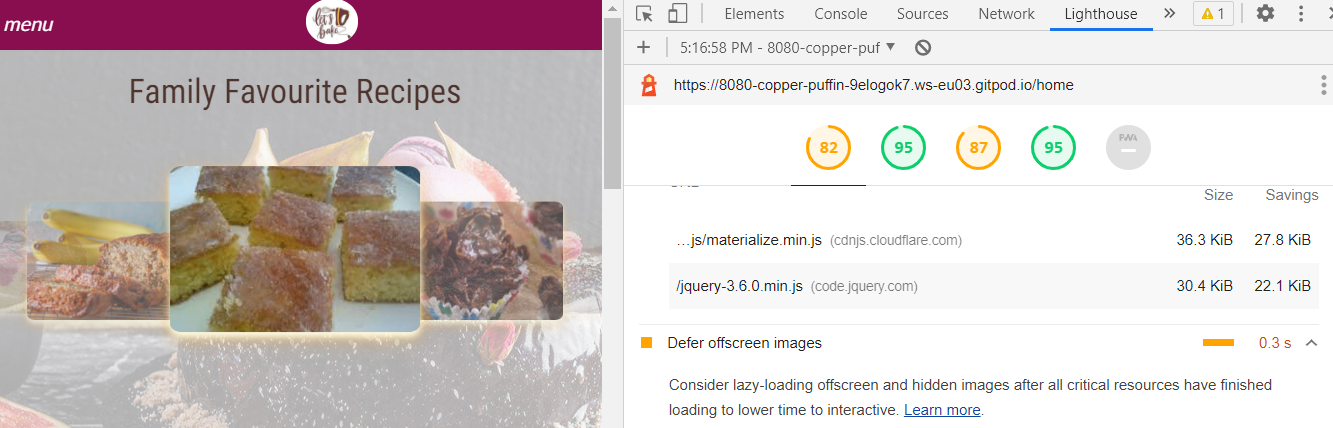 menu
let's bake
Family Favourite Recipes
Elements Console Sources Network Lighthouse 1
5:16:58 PM - 8080-copper-puf
https://8080-copper-puffin-9elogok7.ws-eu03.gitpod.io/home
82 95 87 95 PWA
Size Savings
...js/materialize.min.js (cdnjs.cloudflare.com) 36.3 KiB 27.8 KiB
/jquery-3.6.0.min.js (code.jquery.com) 30.4 KiB 22.1 KiB
Defer offscreen images 0.3 s
Consider lazy-loading offscreen and hidden images after all critical resources have finished
loading to lower time to interactive. Learn more.